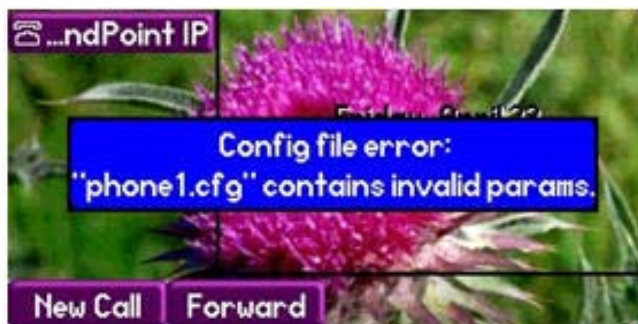 ...ndPoint IP
Config file error:
"phone1.cfg" contains invalid params.
New Call
Forward